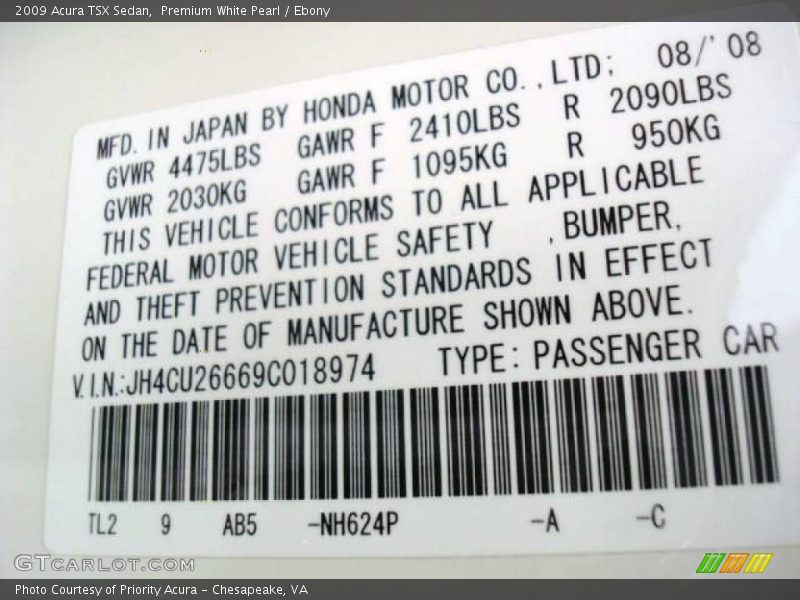 2009 Acura TSX Sedan,  Premium White Pearl / Ebony
MFD. IN JAPAN BY HONDA MOTOR CO., LTD; 08/'08
GVWR 4475LBS GAWR F 2410LBS R 2090LBS
GVWR 2030KG GAWR F 1095KG R 950KG
THIS VEHICLE CONFORMS TO ALL APPLICABLE
FEDERAL MOTOR VEHICLE SAFETY ,BUMPER,
AND THEFT PREVENTION STANDARDS IN EFFECT
ON THE DATE OF MANUFACTURE SHOWN ABOVE.
V.I.N.:JH4CU26669C018974 TYPE: PASSENGER CAR
TL2 9 AB5 -NH624P -A -C
GTCARLOT.COM
Photo Courtesy of Priority Acura - Chesapeake, VA